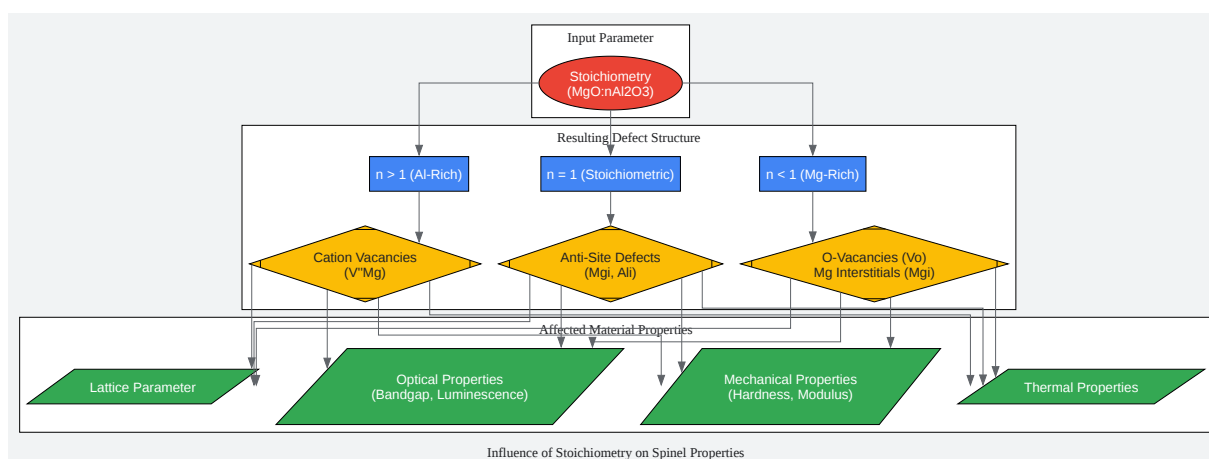 Input Parameter
Stoichiometry
(MgO:nAl2O3)
Resulting Defect Structure
n > 1 (Al-Rich)
n = 1 (Stoichiometric)
n < 1 (Mg-Rich)
Cation Vacancies
(V''Mg)
Anti-Site Defects
(Mgi, Ali)
O-Vacancies (Vo)
Mg Interstitials (Mgi)
Affected Material Properties
Lattice Parameter
Optical Properties
(Bandgap, Luminescence)
Mechanical Properties
(Hardness, Modulus)
Thermal Properties
Influence of Stoichiometry on Spinel Properties